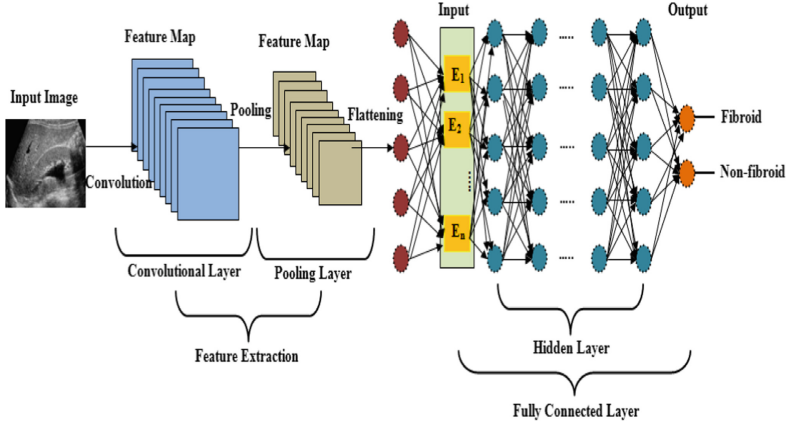 Input
Output
Feature Map
Feature Map
.....
.....
E1
Input Image
Pooling
Flattening
.....
.....
Fibroid
E2
.....
.....
Convolution
Non-fibroid
.....
.....
.....
En
.....
.....
Convolutional Layer
Pooling Layer
Hidden Layer
Feature Extraction
Fully Connected Layer